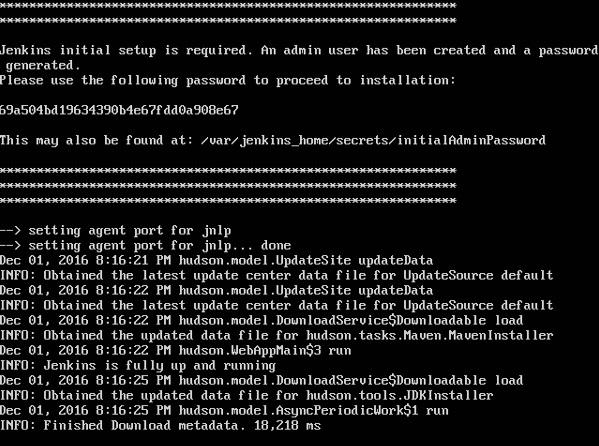 *************************************************************
*************************************************************
Jenkins initial setup is required. An admin user has been created and a password
 generated.
Please use the following password to proceed to installation:
69a504bd19634390b4e67fdd0a908e67
This may also be found at: /var/jenkins_home/secrets/initialAdminPassword
*************************************************************
*************************************************************
*************************************************************
--> setting agent port for jnlp
--> setting agent port for jnlp... done
Dec 01, 2016 8:16:21 PM hudson.model.UpdateSite updateData
INFO: Obtained the latest update center data file for UpdateSource default
Dec 01, 2016 8:16:22 PM hudson.model.UpdateSite updateData
INFO: Obtained the latest update center data file for UpdateSource default
Dec 01, 2016 8:16:22 PM hudson.model.DownloadService$Downloadable load
INFO: Obtained the updated data file for hudson.tasks.Maven.MavenInstaller
Dec 01, 2016 8:16:22 PM hudson.WebAppMain$3 run
INFO: Jenkins is fully up and running
Dec 01, 2016 8:16:25 PM hudson.model.DownloadService$Downloadable load
INFO: Obtained the updated data file for hudson.tools.JDKInstaller
Dec 01, 2016 8:16:25 PM hudson.model.AsyncPeriodicWork$1 run
INFO: Finished Download metadata. 18,218 ms